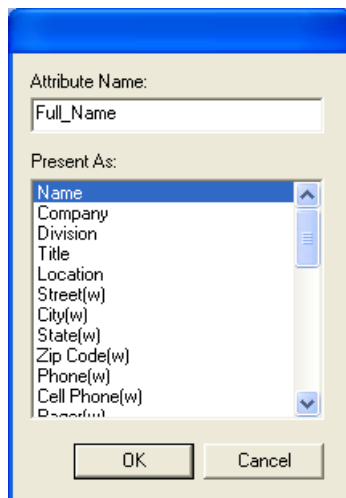 Attribute Name:
Full_Name
Present As:
Name
Company
Division
Title
Location
Street(w)
City(w)
State(w)
Zip Code(w)
Phone(w)
Cell Phone(w)
Pager(w)
OK Cancel